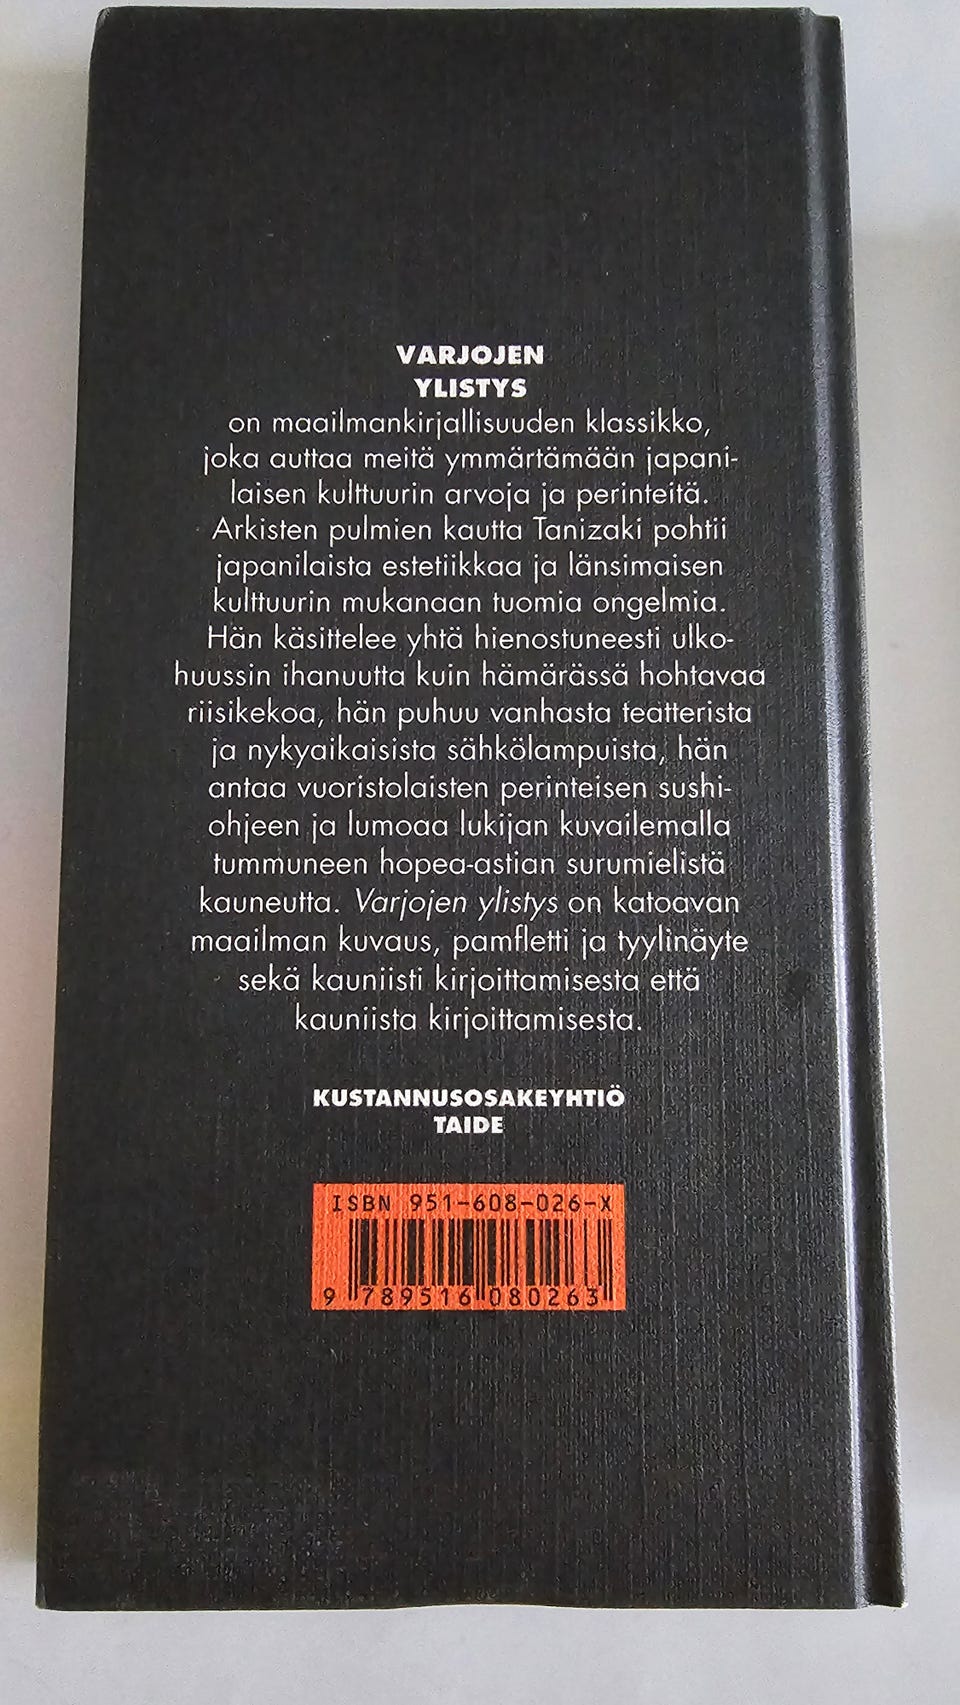 VARJOJEN
YLISTYS
on maailmankirjallisuuden klassikko,
joka auttaa meitä ymmärtämään japani-
laisen kulttuurin arvoja ja perinteitä.
Arkisten pulmien kautta Tanizaki pohtii
japanilaista estetiikkaa ja länsimaisen
kulttuurin mukanaan tuomia ongelmia.
Hän käsittelee yhtä hienostuneesti ulko-
huussin ihanuutta kuin hämärässä hohtavaa
riisikekoa, hän puhuu vanhasta teatterista
ja nykyaikaisista sähkölampuista, hän
antaa vuoristolaisten perinteisen sushi-
ohjeen ja lumoaa lukijan kuvailemalla
tummuneen hopea-astian surumielistä
kauneutta. Varjojen ylistys on katoavan
maailman kuvaus, pamfletti ja tyylinäyte
sekä kauniisti kirjoittamisesta että
kauniista kirjoittamisesta.
KUSTANNUSOSAKEYHTIÖ
TAIDE
ISBN 951-608-026-X
9 789516 080263